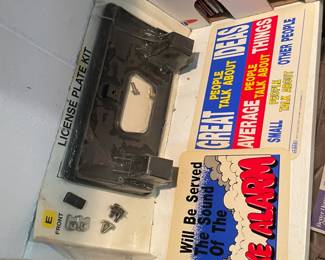 LICENSE PLATE KIT
E
FRONT
GREAT PEOPLE
TALK ABOUT IDEAS
AVERAGE PEOPLE
TALK ABOUT THINGS
SMALL PEOPLE
TALK ABOUT OTHER PEOPLE
Will Be Served
The Sound
Of The
ALARM